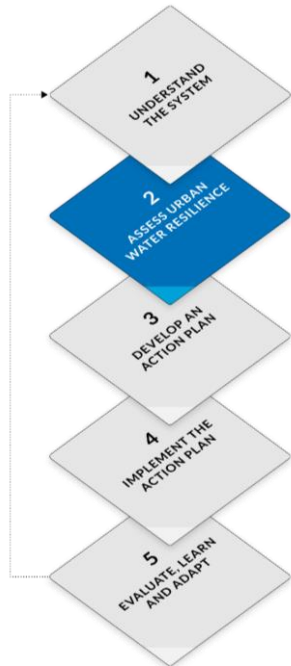 1
UNDERSTAND
THE SYSTEM
2
ASSESS URBAN
WATER RESILIENCE
3
DEVELOP AN
ACTION PLAN
4
IMPLEMENT THE
ACTION PLAN
5
EVALUATE, LEARN
AND ADAPT